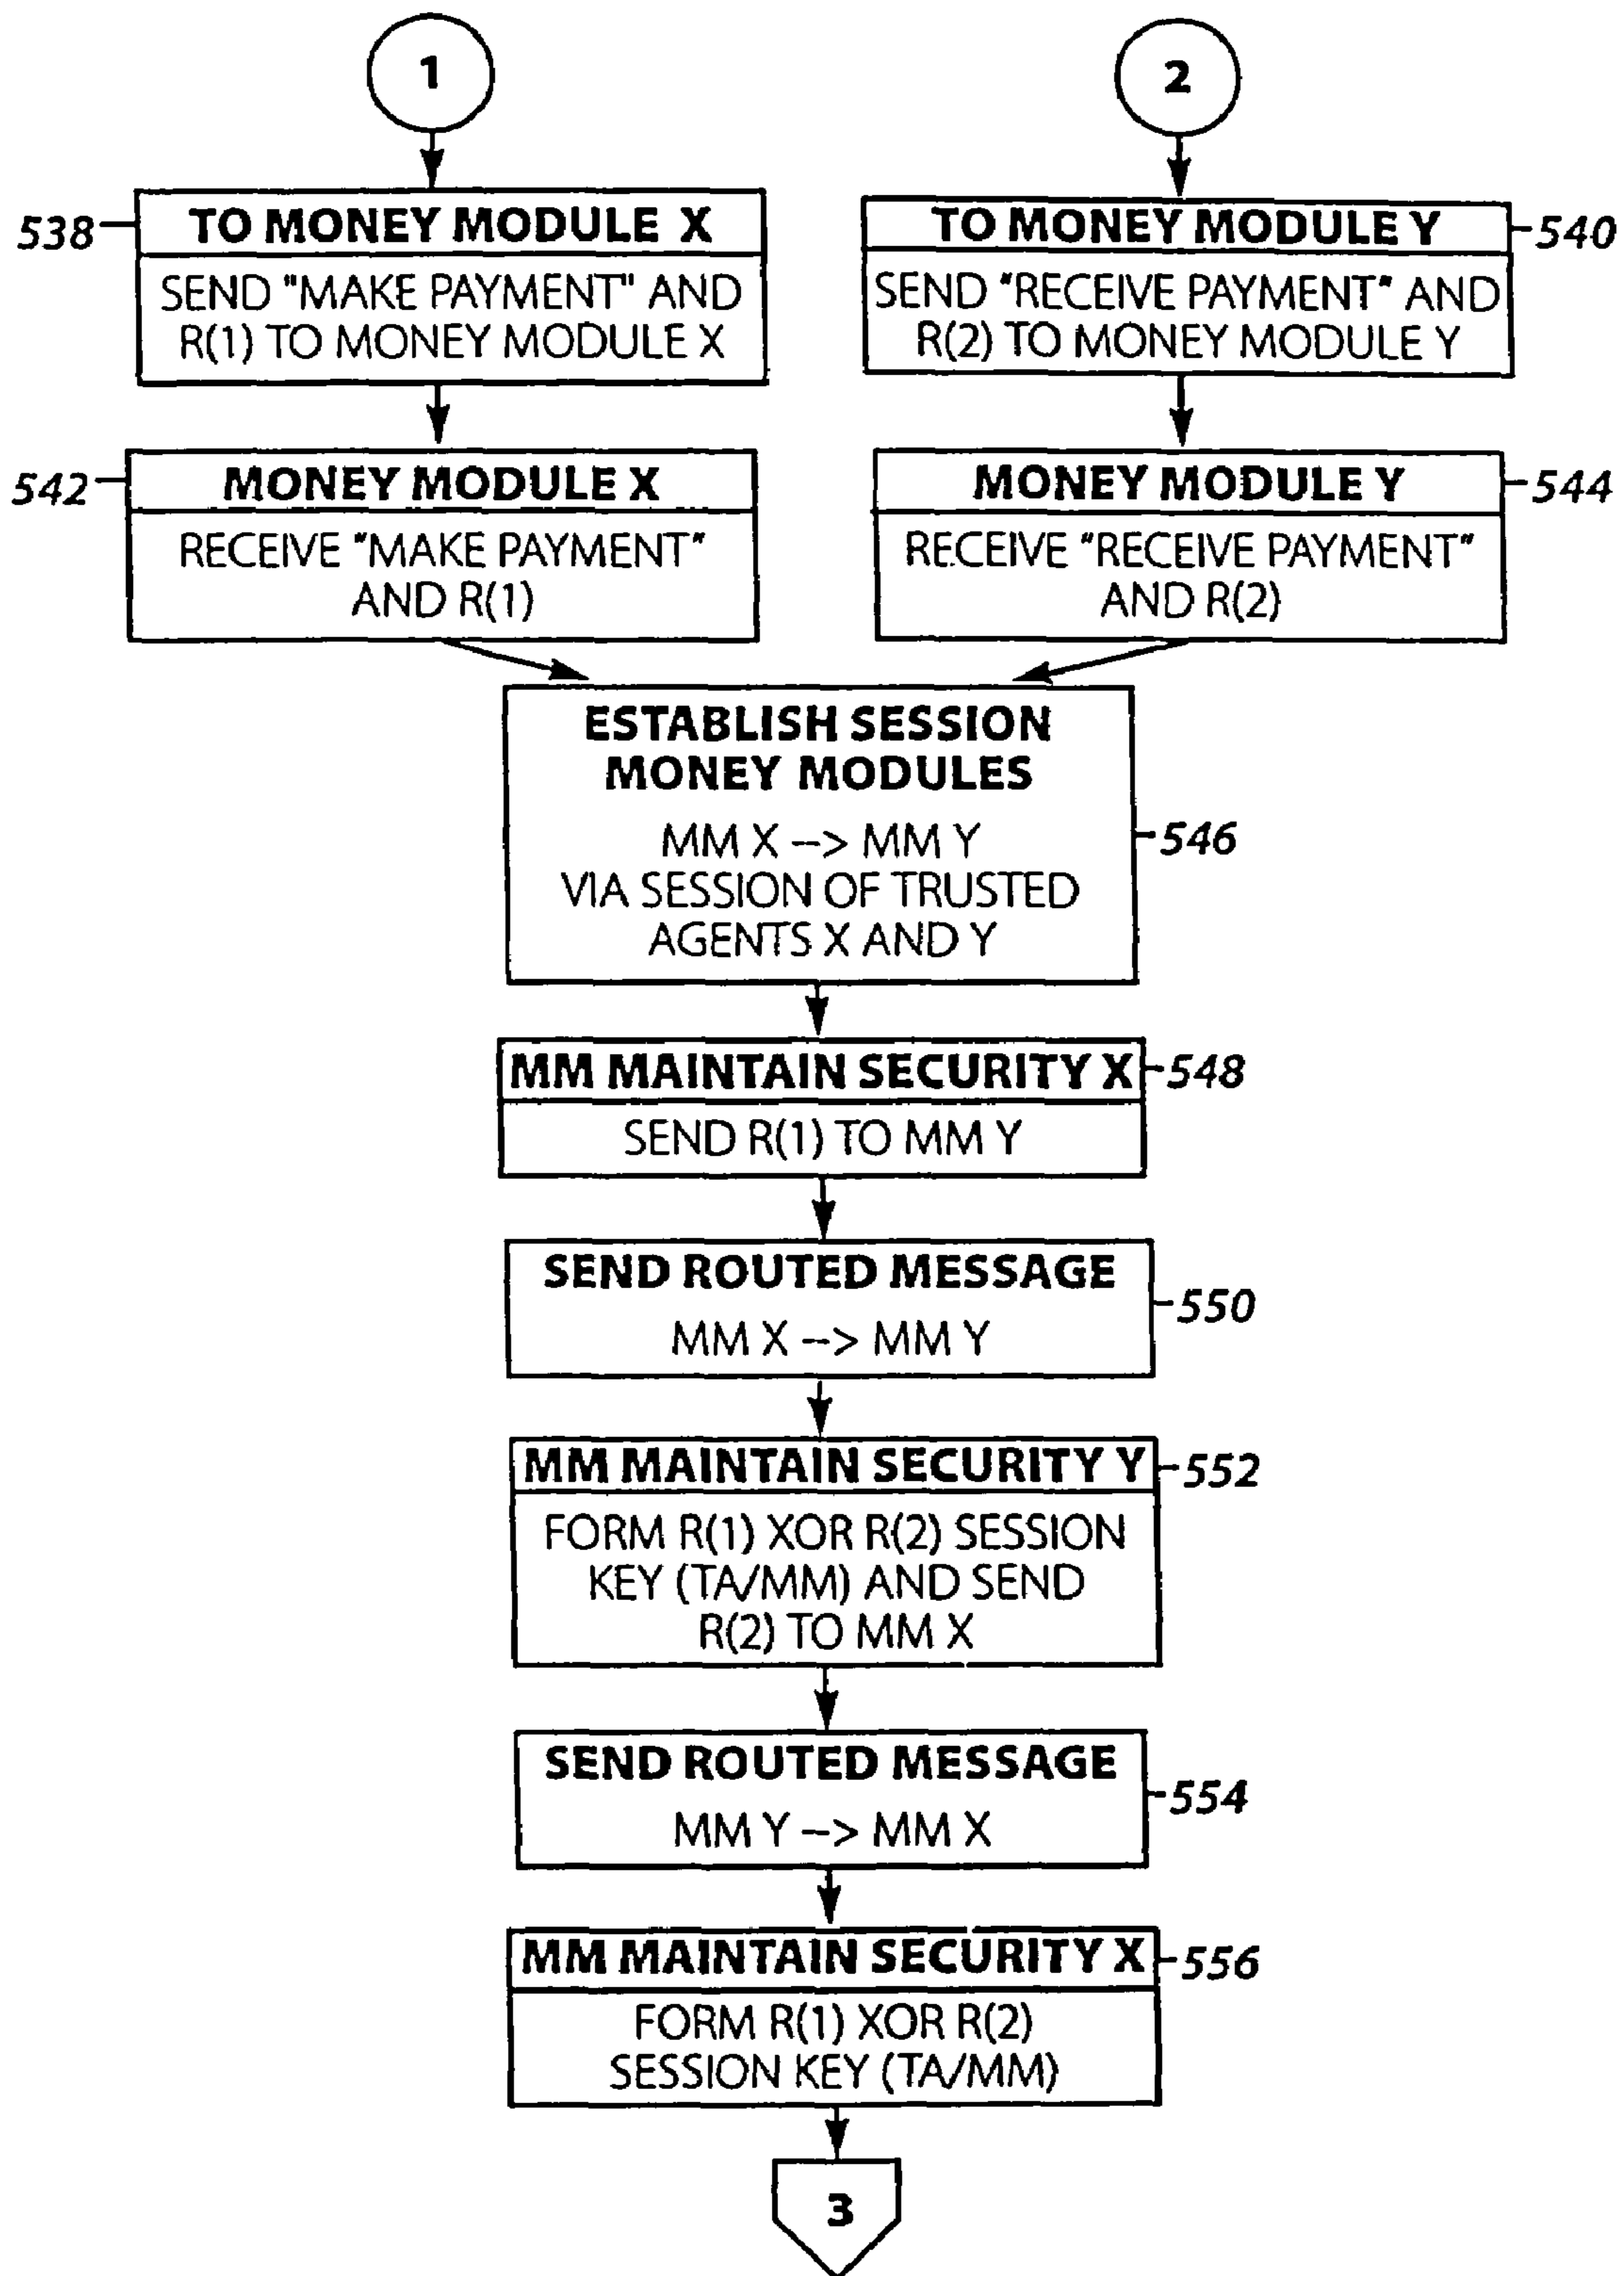 1
2
538
TO MONEY MODULE X
SEND "MAKE PAYMENT" AND
R(1) TO MONEY MODULE X
TO MONEY MODULE Y
540
SEND "RECEIVE PAYMENT" AND
R(2) TO MONEY MODULE Y
542
MONEY MODULE X
RECEIVE "MAKE PAYMENT"
AND R(1)
MONEY MODULE Y
544
RECEIVE "RECEIVE PAYMENT"
AND R(2)
ESTABLISH SESSION
MONEY MODULES
MM X --> MM Y
VIA SESSION OF TRUSTED
AGENTS X AND Y
546
MM MAINTAIN SECURITY X
548
SEND R(1) TO MM Y
SEND ROUTED MESSAGE
MM X --> MM Y
550
MM MAINTAIN SECURITY Y
552
FORM R(1) XOR R(2) SESSION
KEY (TA/MM) AND SEND
R(2) TO MM X
SEND ROUTED MESSAGE
MM Y --> MM X
554
MM MAINTAIN SECURITY X
556
FORM R(1) XOR R(2)
SESSION KEY (TA/MM)
3